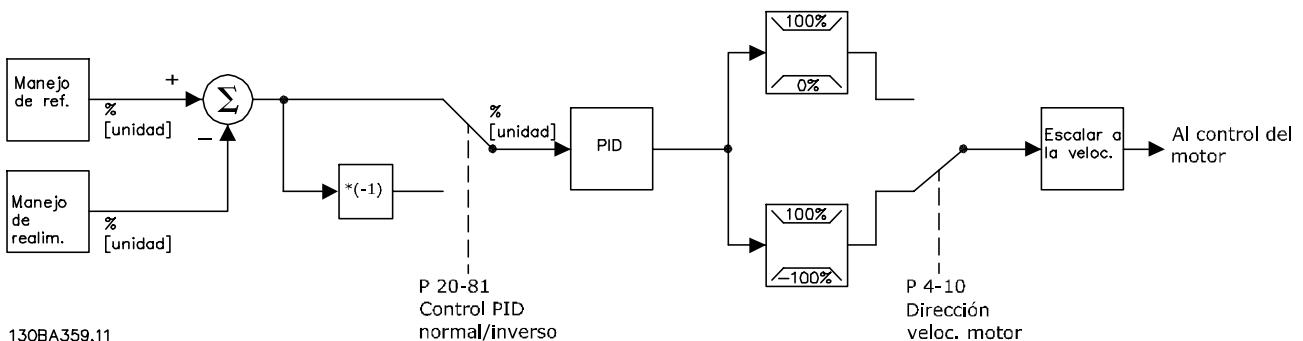 Manejo
de ref.
+
%
[unidad]
Σ
−
Manejo
de
realim.
%
[unidad]
*(-1)
%
[unidad]
P 20-81
Control PID
normal/inverso
PID
100%
0%
100%
-100%
P 4-10
Dirección
veloc. motor
Escalar a
la veloc.
Al control del
motor
130BA359.11